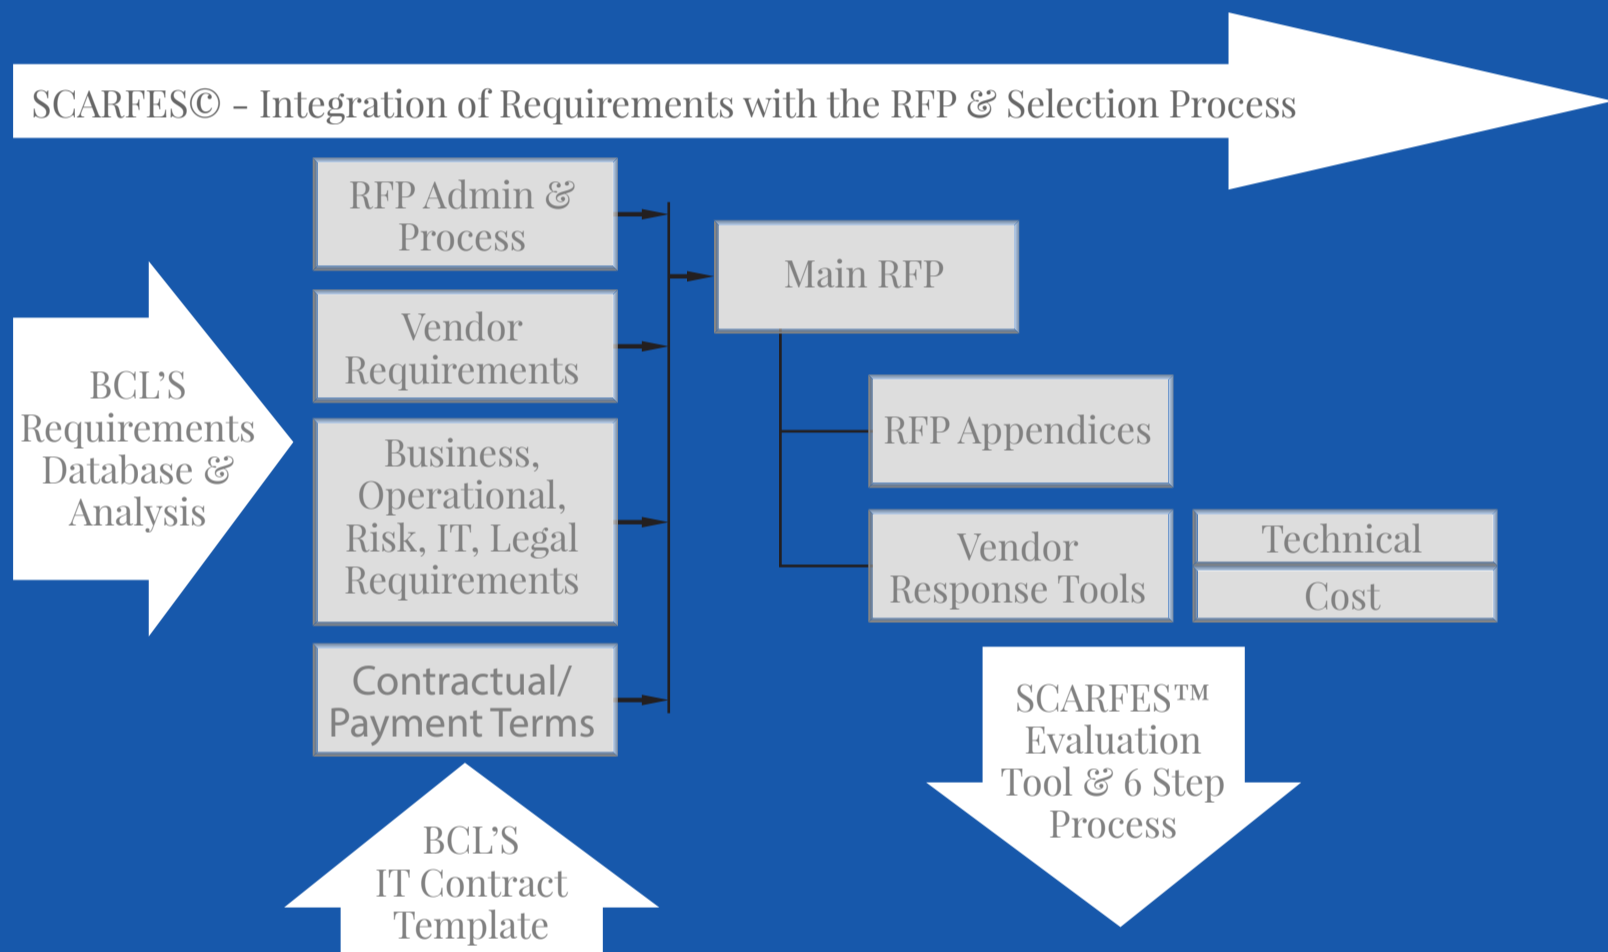 SCARFES© - Integration of Requirements with the RFP & Selection Process
RFP Admin &
Process
Vendor
Requirements
Business,
Operational,
Risk, IT, Legal
Requirements
Contractual/
Payment Terms
BCL’S
Requirements
Database &
Analysis
BCL’S
IT Contract
Template
Main RFP
RFP Appendices
Vendor
Response Tools
Technical
Cost
SCARFES™
Evaluation
Tool & 6 Step
Process